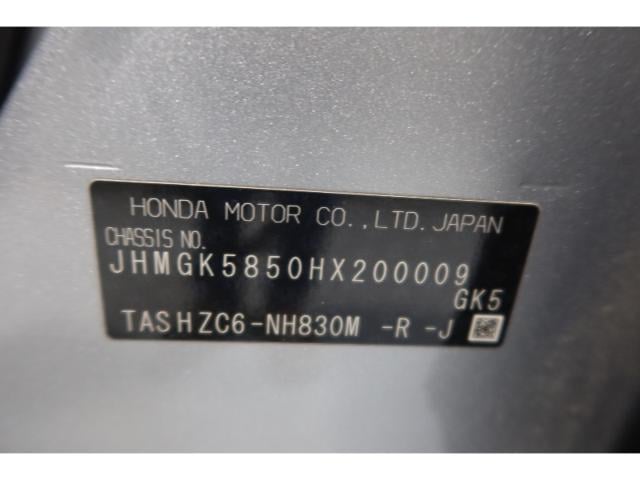 HONDA MOTOR CO.,LTD.JAPAN
CHASSIS NO.
JHMGK5850HX200009
GK5
TASHZC6-NH830M -R -J